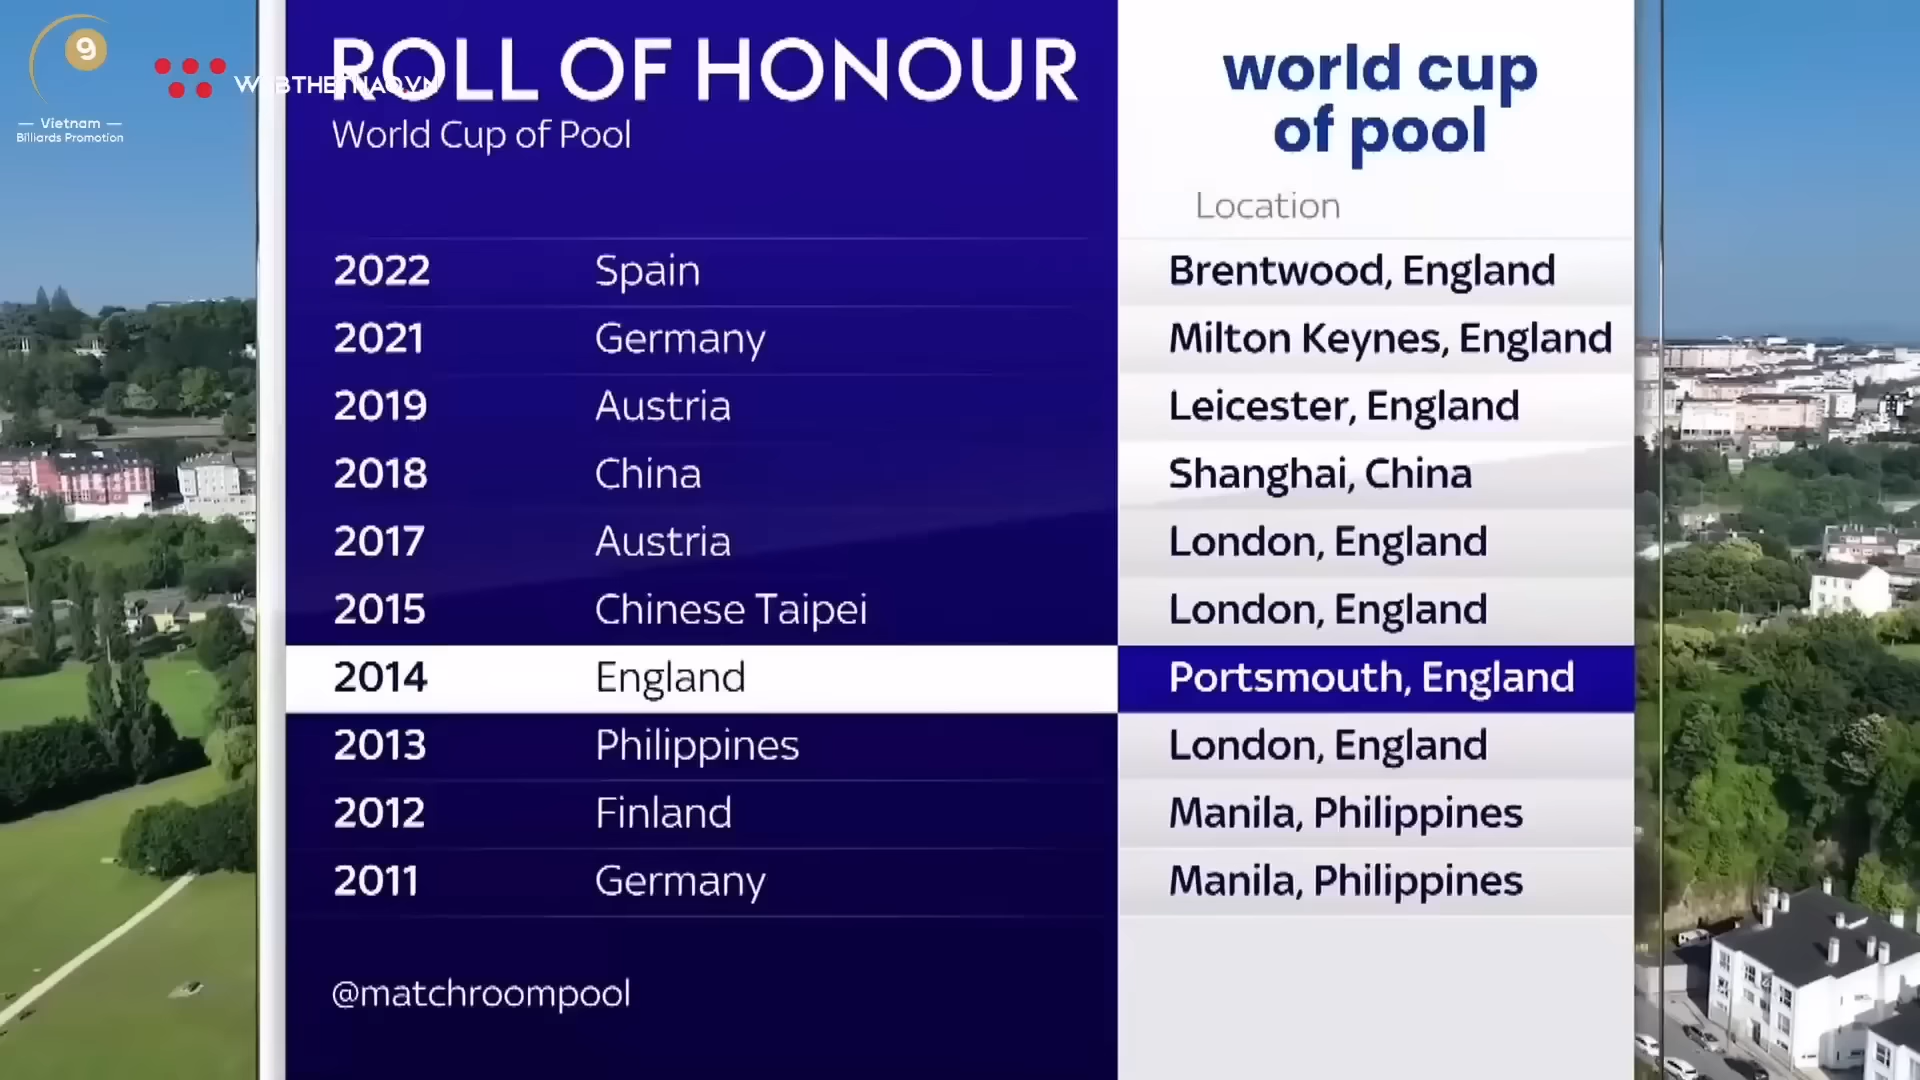 9
Vietnam
Billiards Promotion
WEBTHETHAO.VN
ROLL OF HONOUR
World Cup of Pool
world cup
of pool
Location
2022 Spain Brentwood, England
2021 Germany Milton Keynes, England
2019 Austria Leicester, England
2018 China Shanghai, China
2017 Austria London, England
2015 Chinese Taipei London, England
2014 England Portsmouth, England
2013 Philippines London, England
2012 Finland Manila, Philippines
2011 Germany Manila, Philippines
@matchroompool